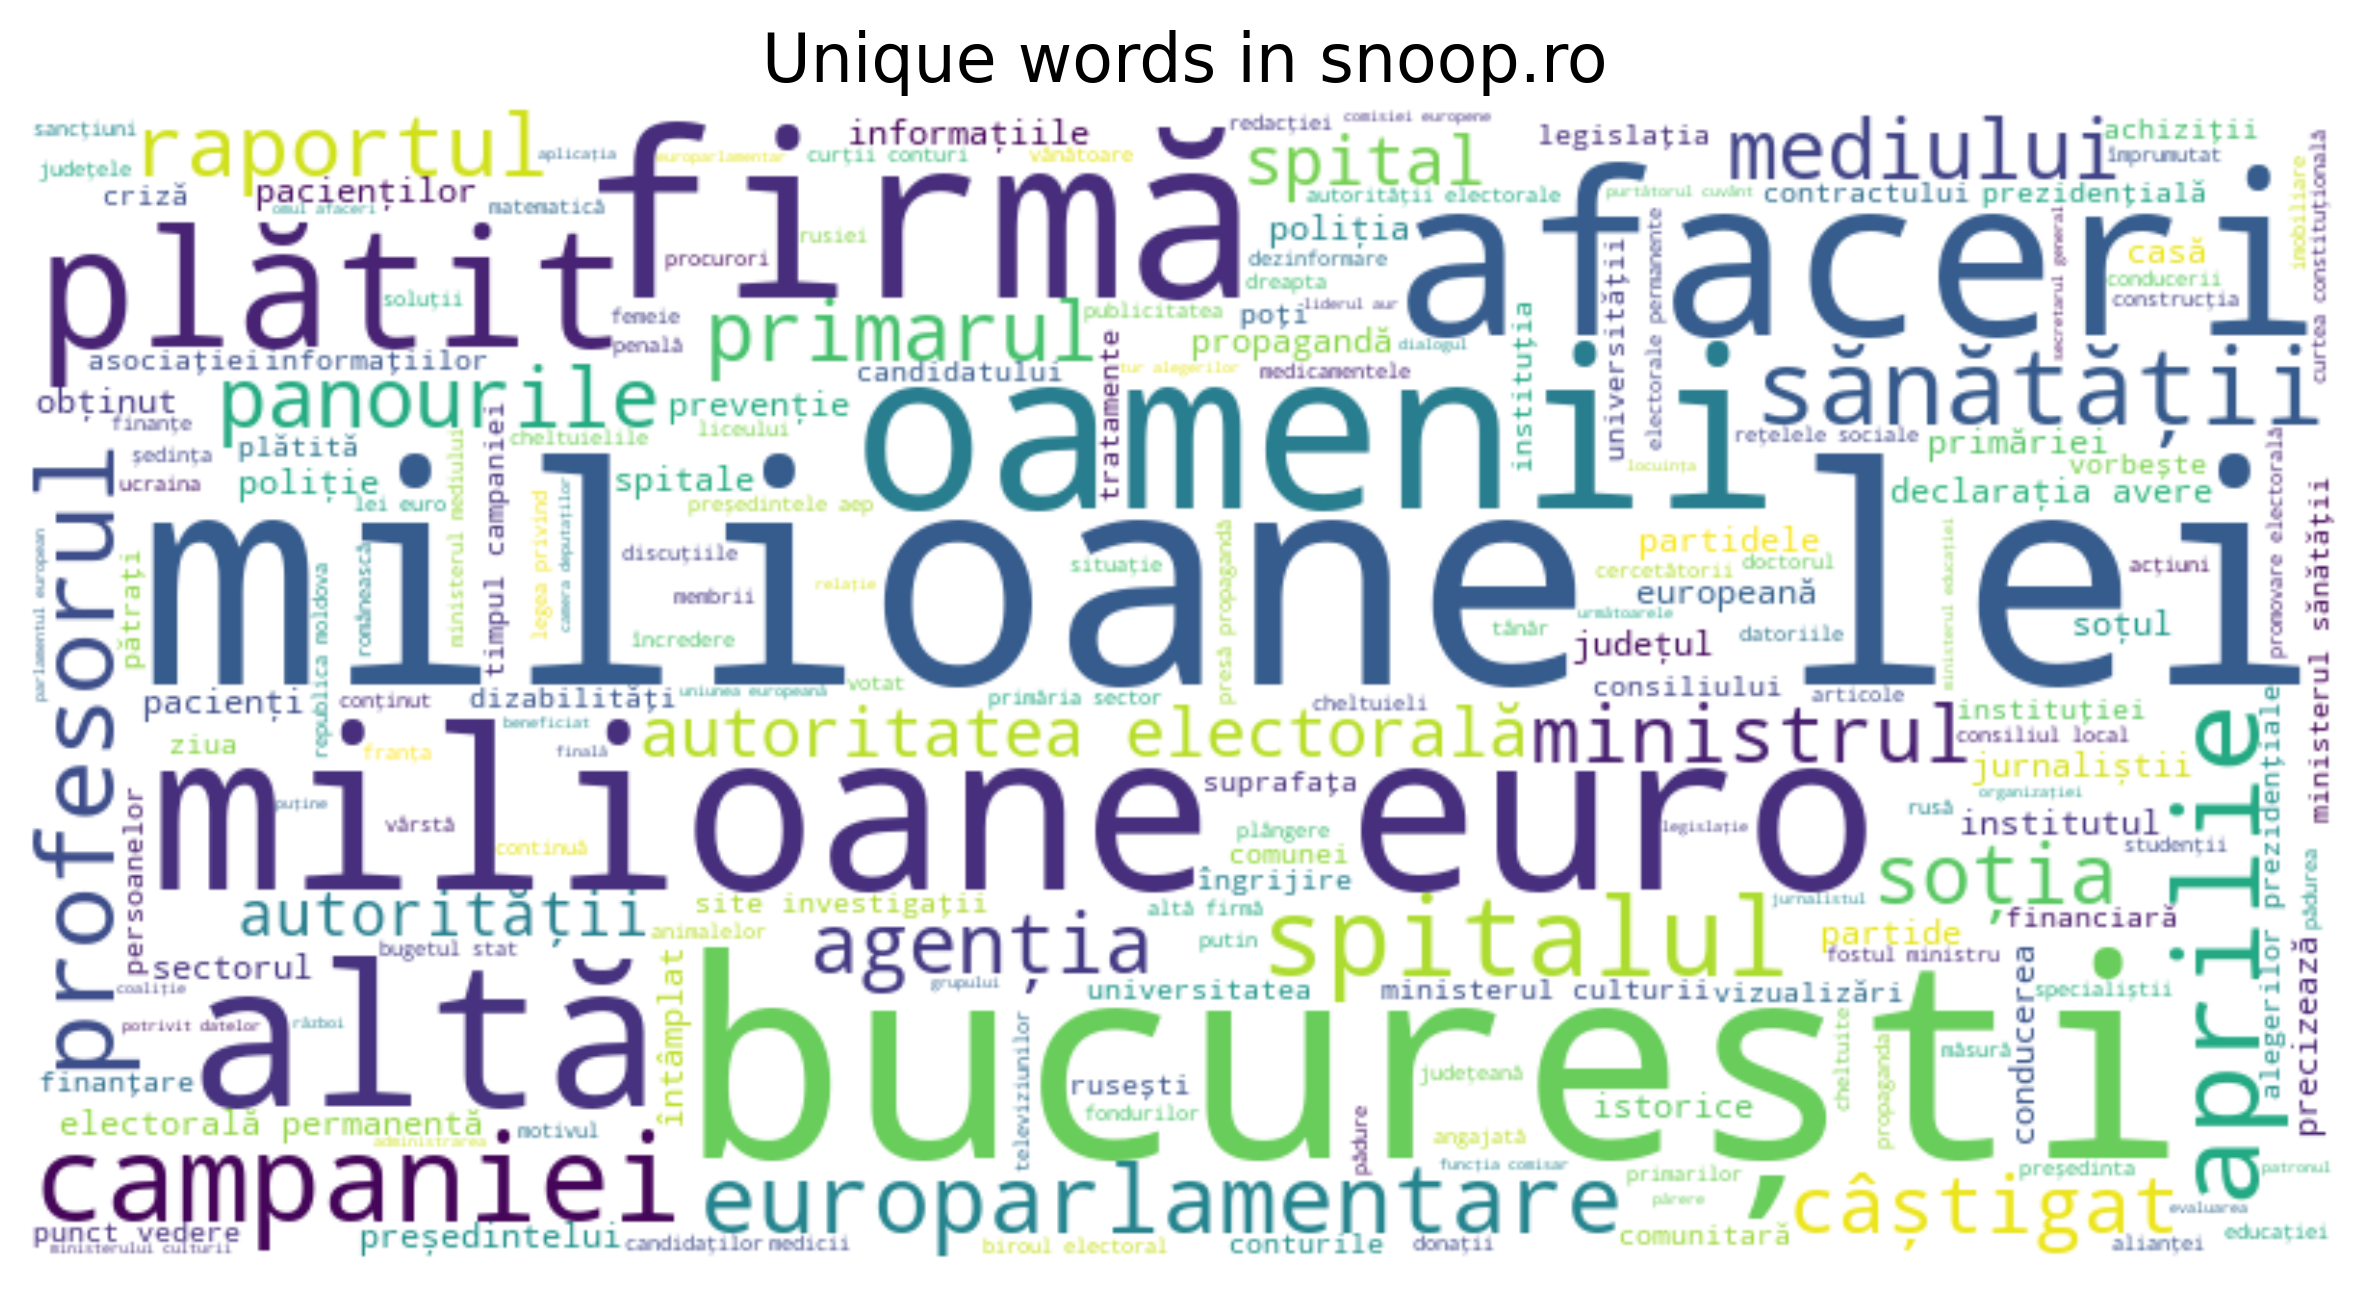 Unique words in snoop.ro
sancțiuni
raportul
firmă
informațiile
redacției
comisiei europene
legislația
mediului
achiziții
județele
aplicația
europarlamentar
curții conturi
vânătoare
spital
împrumutat
imobiliare
curtea constituțională
criză
pacienților
omul afaceri
matematică
autorității electorale
purtătorul cuvânt
contractului
prezidențială
plătit
rusiei
procurori
poliția
dezinformare
dreapta
afaceri
universității
electorale permanente
secretarul general
casă
conducerii
construcția
soluții
femeie
penală
primarul
publicitatea
poți
liderul aur
propagandă
dialogul
instituția
asociației
informațiilor
candidatului
tratamente
tur alegerilor
medicamentele
sănătății
obținut
finanțe
panourile
prevenție
liceului
oamenii
cheltuielile
rețelele sociale
primăriei
locuința
vorbește
plătită
ședința
ucraina
poliție
lei euro
ministerul mediului
timpul campaniei
spitale
președintele aep
declarația avere
promovare electorală
ministerul sănătății
profesorul
parlamentul european
milioane lei
pătrați
republica moldova
românească
legea privind
camera deputaților
discuțiile
membrii
relație
încredere
situație
presă propagandă
partidele
cercetătorii
doctorul
europeană
următoarele
tânăr
județul
datoriile
ministerul educației
acțiuni
soțul
pacienți
conținut
dizabilități
uniunea europeană
votat
primăria sector
cheltuieli
consiliului
articole
beneficiat
ziua
franța
finală
autoritatea electorală
ministrul
instituției
consiliul local
jurnaliștii
aprilie
alegerilor prezidențiale
milioane euro
puține
vârstă
continuă
suprafața
legislație
organizației
rusă
institutul
studenții
persoanelor
plângere
comunei
îngrijire
soția
pădurea
autorității
site investigații
altă firmă
jurnalistul
financiară
animalelor
bugetul stat
agenția
putin
spitalul
partide
fostul ministru
precizează
sectorul
coaliție
altă
întâmplat
grupului
universitatea
ministerul culturii
vizualizări
conducerea
specialiștii
potrivit datelor
război
bucurești
televiziunilor
rusești
fondurilor
județeană
istorice
cheltuite
propaganda
măsură
finanțare
electorală permanentă
motivul
administrarea
pădure
angajată
funcția comisar
primarilor
părere
președinta
patronul
campaniei
europarlamentare
câștigat
evaluarea
punct vedere
ministerului culturii
președintelui
candidaților
medicii
biroul electoral
conturile
donații
comunitară
alianței
educației